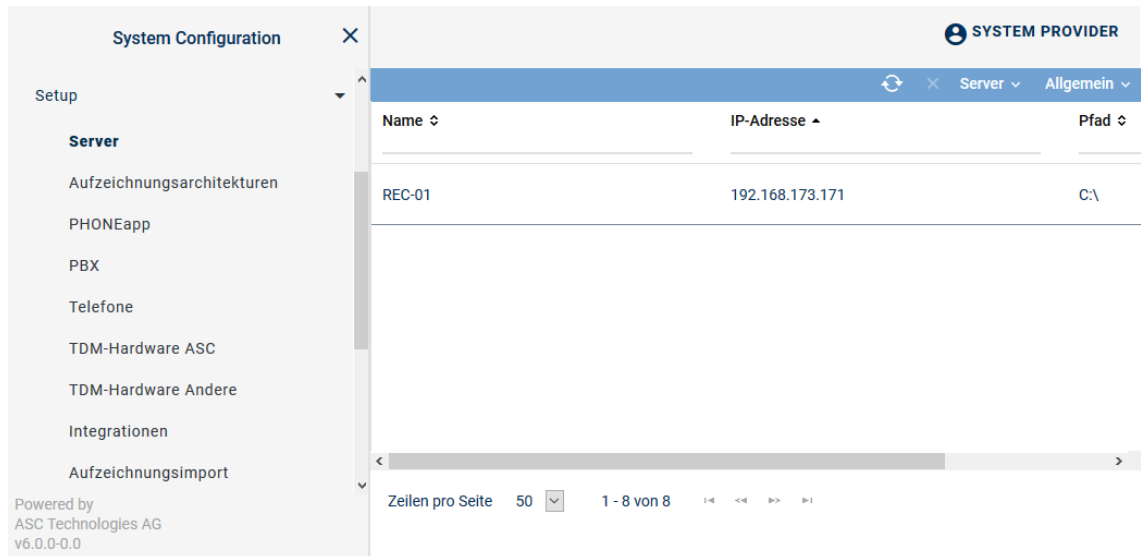 System Configuration
SYSTEM PROVIDER
Setup
Server
Aufzeichnungsarchitekturen
PHONEapp
PBX
Telefone
TDM-Hardware ASC
TDM-Hardware Andere
Integrationen
Aufzeichnungsimport
Powered by
ASC Technologies AG
v6.0.0-0.0
Server Allgemein
Name IP-Adresse Pfad
REC-01 192.168.173.171 C:\
Zeilen pro Seite 50 1 - 8 von 8